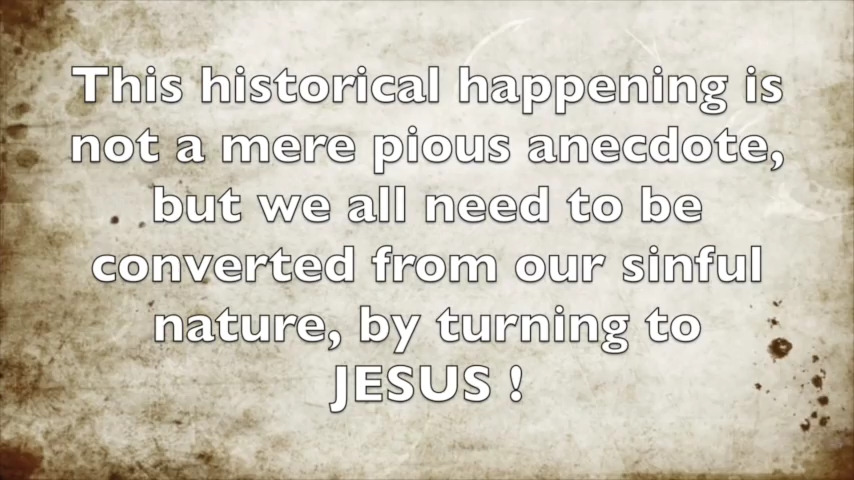 This historical happening is
not a mere pious anecdote,
but we all need to be
converted from our sinful
nature, by turning to
JESUS !